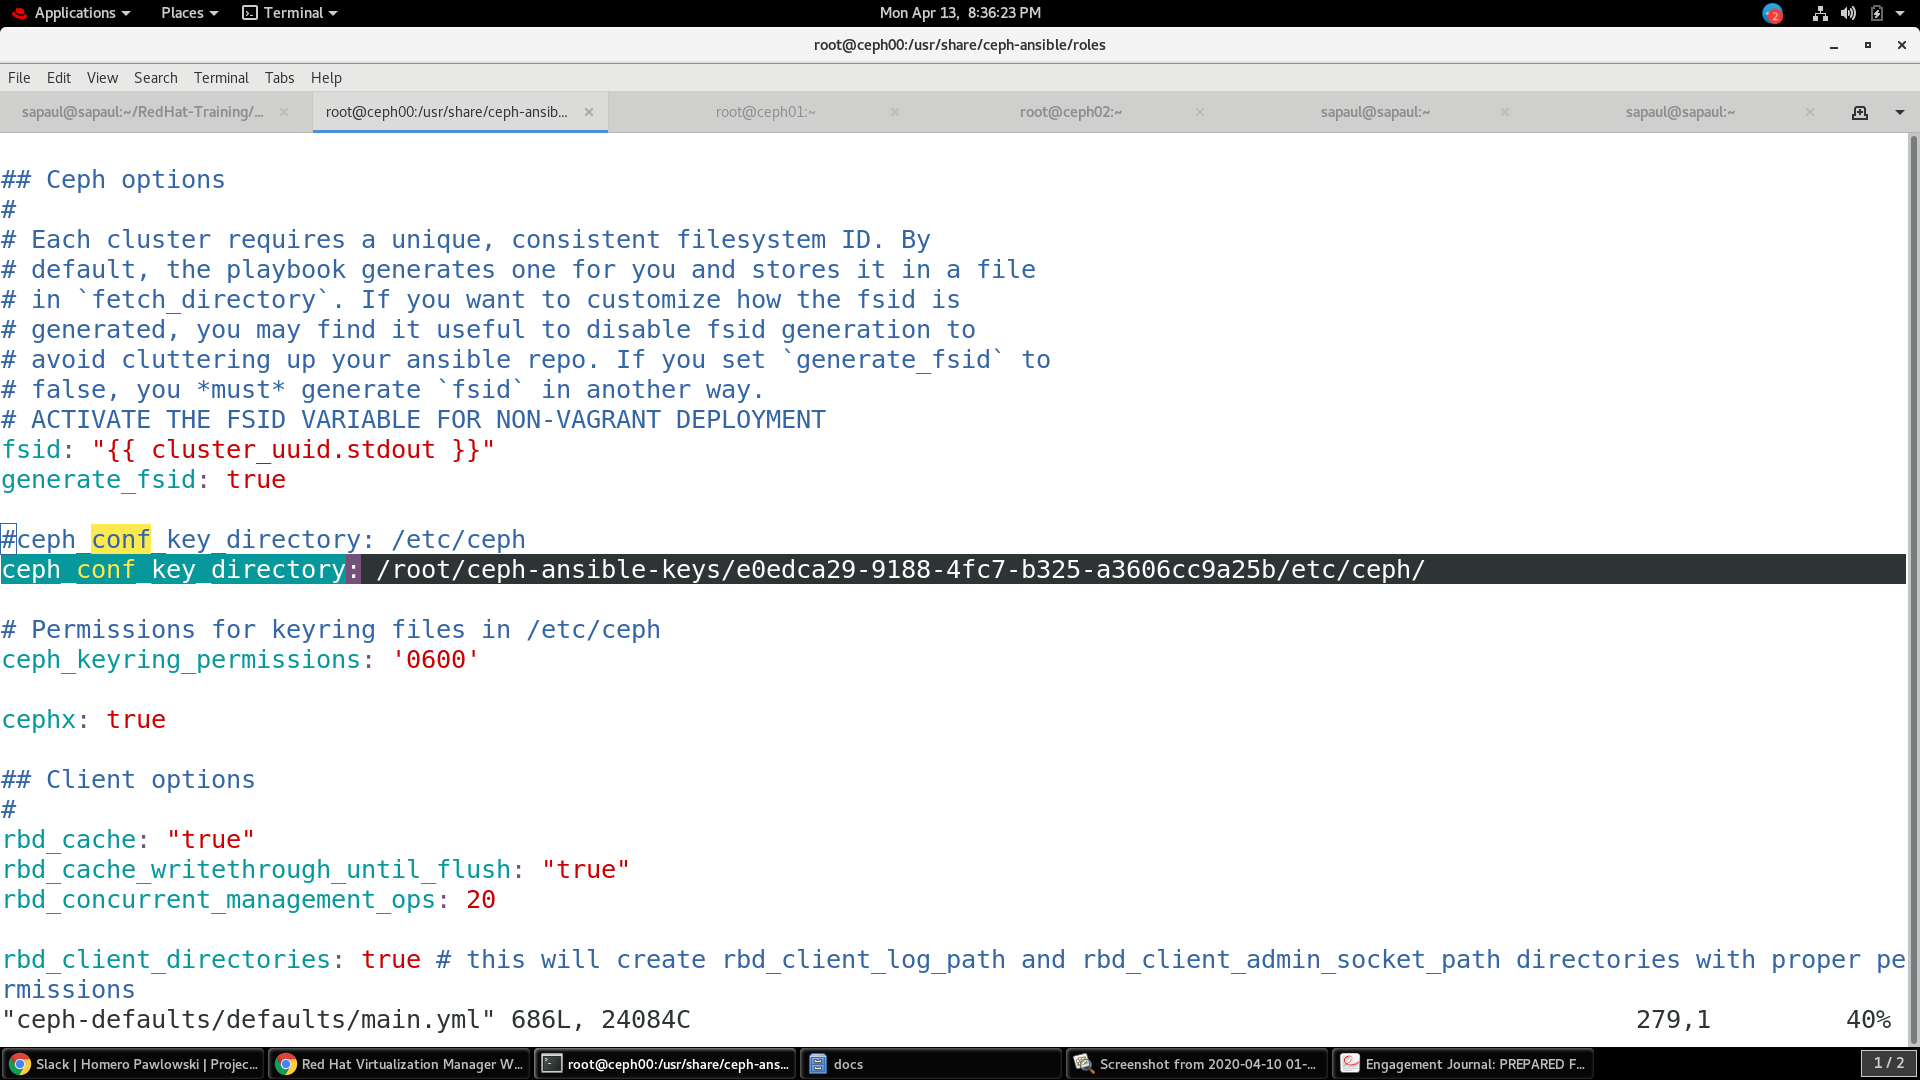 Applications Places Terminal Mon Apr 13, 8:36:23 PM 2
root@ceph00:/usr/share/ceph-ansible/roles
File Edit View Search Terminal Tabs Help
sapaul@sapaul:~/RedHat-Training/... root@ceph00:/usr/share/ceph-ansib... root@ceph01:~ root@ceph02:~ sapaul@sapaul:~ sapaul@sapaul:~
## Ceph options
#
# Each cluster requires a unique, consistent filesystem ID. By
# default, the playbook generates one for you and stores it in a file
# in `fetch_directory`. If you want to customize how the fsid is
# generated, you may find it useful to disable fsid generation to
# avoid cluttering up your ansible repo. If you set `generate_fsid` to
# false, you *must* generate `fsid` in another way.
# ACTIVATE THE FSID VARIABLE FOR NON-VAGRANT DEPLOYMENT
fsid: "{{ cluster_uuid.stdout }}"
generate_fsid: true
#ceph_conf_key_directory: /etc/ceph
ceph_conf_key_directory: /root/ceph-ansible-keys/e0edca29-9188-4fc7-b325-a3606cc9a25b/etc/ceph/
# Permissions for keyring files in /etc/ceph
ceph_keyring_permissions: '0600'
cephx: true
## Client options
#
rbd_cache: "true"
rbd_cache_writethrough_until_flush: "true"
rbd_concurrent_management_ops: 20
rbd_client_directories: true # this will create rbd_client_log_path and rbd_client_admin_socket_path directories with proper pe
rmissions
"ceph-defaults/defaults/main.yml" 686L, 24084C 279,1 40%
Slack | Homero Pawlowski | Projec... Red Hat Virtualization Manager W... root@ceph00:/usr/share/ceph-ans... docs Screenshot from 2020-04-10 01-... Engagement Journal: PREPARED F... 1 / 2